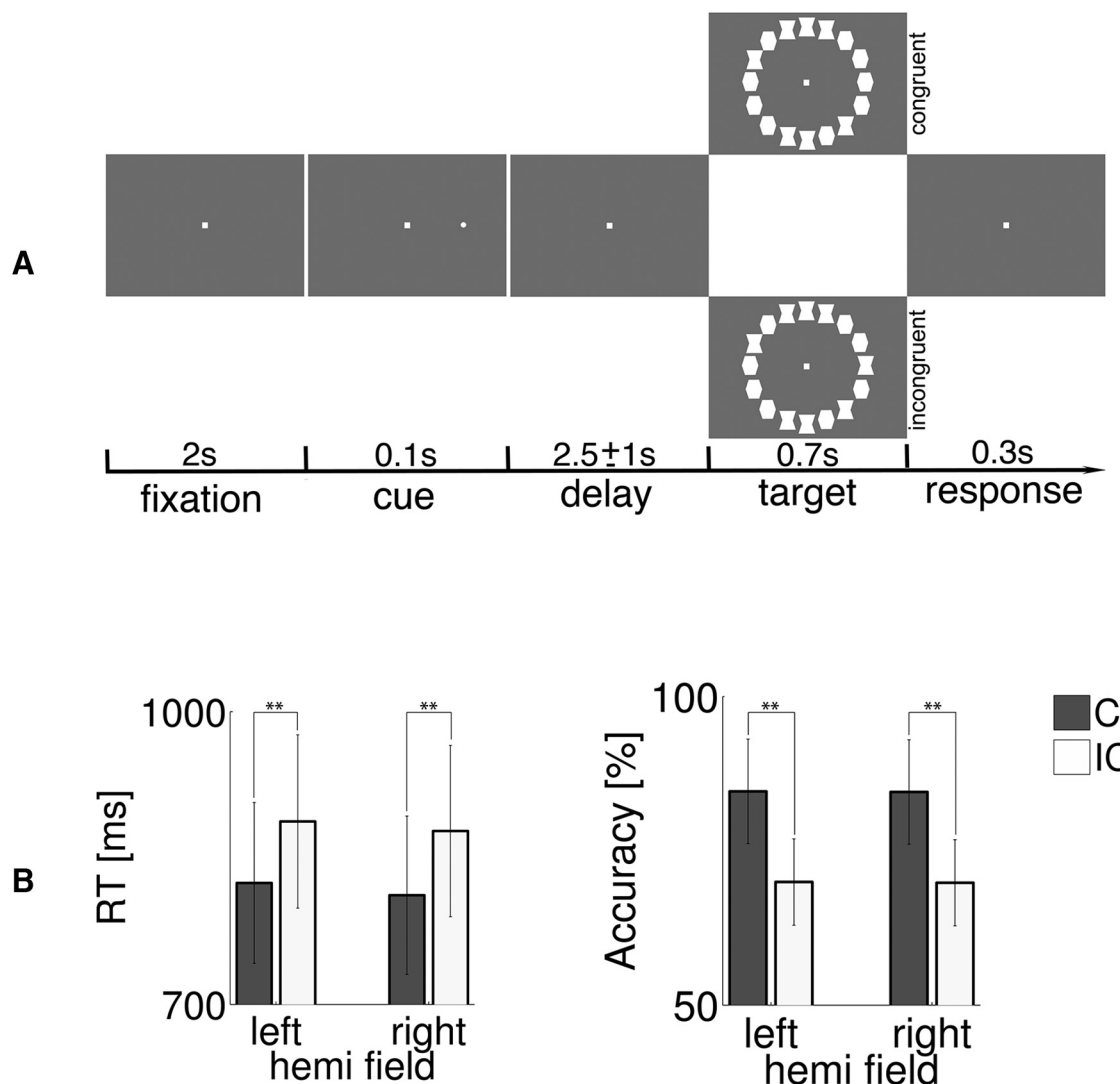 congruent
A
incongruent
2s 0.1s 2.5±1s 0.7s 0.3s
fixation cue delay target response
B
1000
** **
RT [ms]
700
left right
hemi field
100
** **
Accuracy [%]
50
left right
hemi field
C
IC